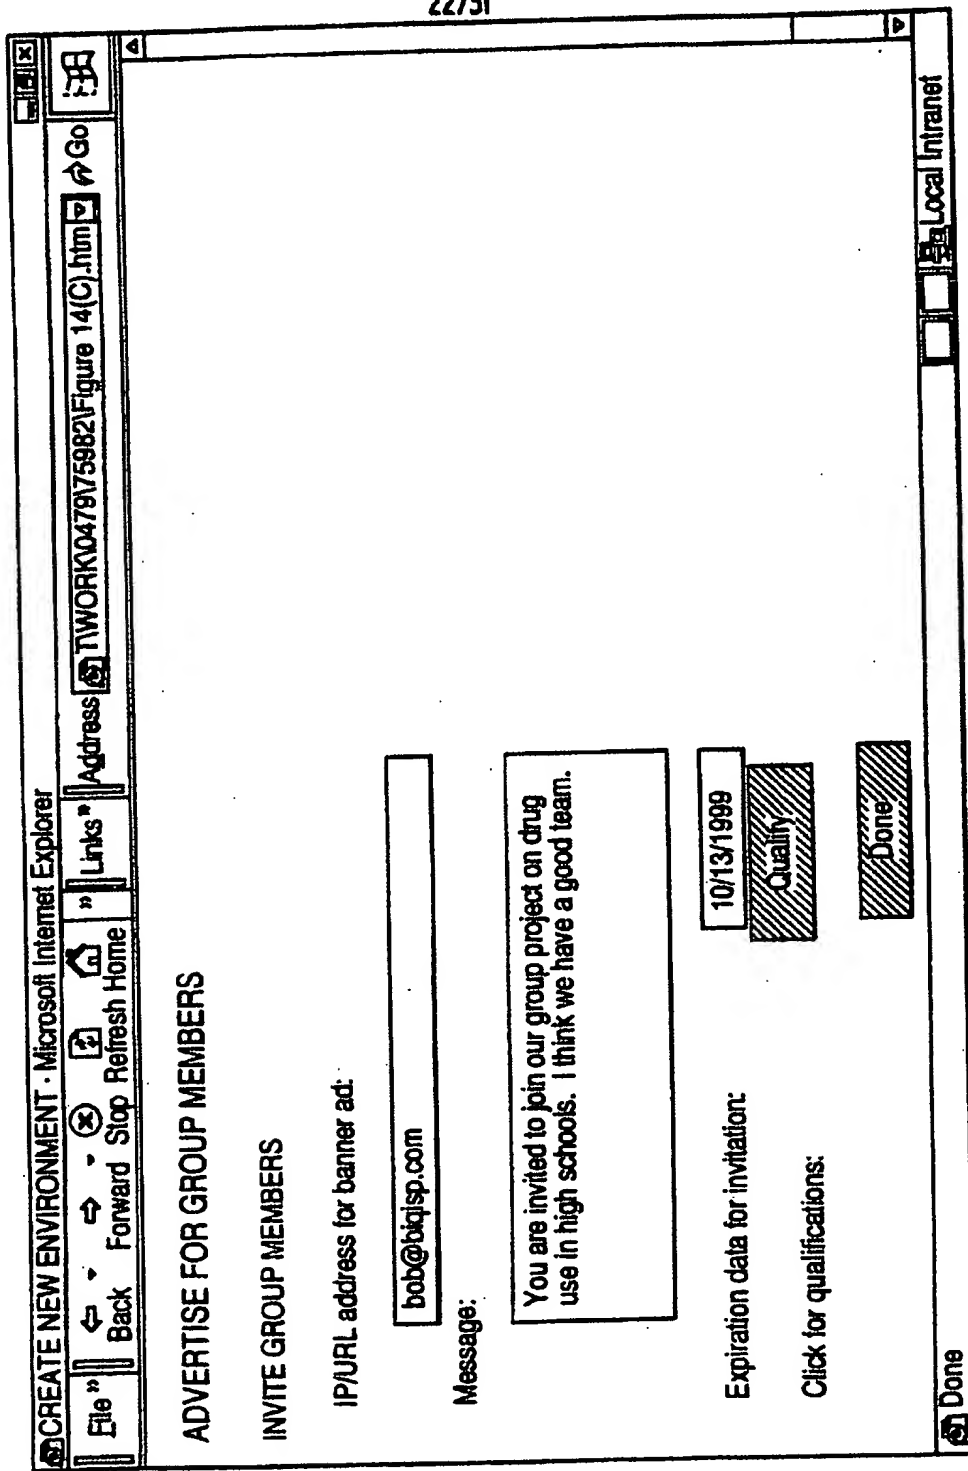 22/51
CREATE NEW ENVIRONMENT - Microsoft Internet Explorer
File » Back Forward Stop Refresh Home » Links » Address T:\WORK\0479\75982\Figure 14(C).htm Go
ADVERTISE FOR GROUP MEMBERS
INVITE GROUP MEMBERS
IP/URL address for banner ad:
bob@bigisp.com
Message:
You are invited to join our group project on drug
use in high schools. I think we have a good team.
Expiration data for invitation: 10/13/1999
Click for qualifications: Qualify
Done
Done Local Intranet